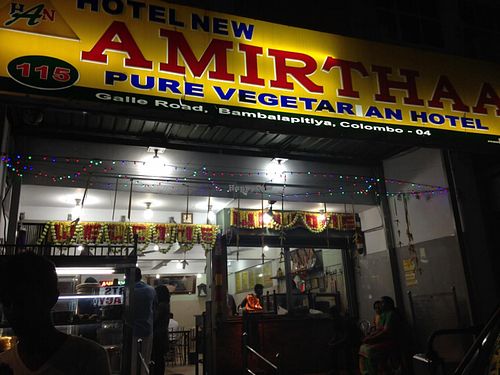 HAN
HOTEL NEW
AMIRTHAA
115
PURE VEGETARIAN HOTEL
Galle Road, Bambalapitiya, Colombo - 04